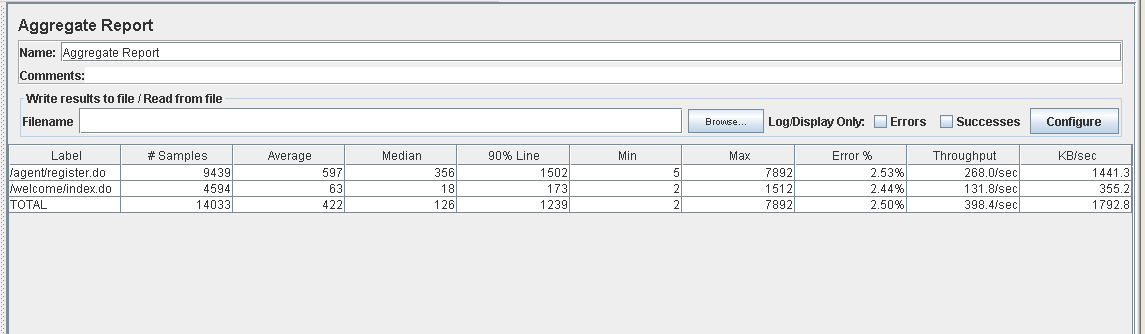 Aggregate Report
Name: Aggregate Report
Comments:
Write results to file / Read from file
Filename Browse... Log/Display Only: Errors Successes Configure
Label # Samples Average Median 90% Line Min Max Error % Throughput KB/sec
/agent/register.do 9439 597 356 1502 5 7892 2.53% 268.0/sec 1441.3
/welcome/index.do 4594 63 18 173 2 1512 2.44% 131.8/sec 355.2
TOTAL 14033 422 126 1239 2 7892 2.50% 398.4/sec 1792.8